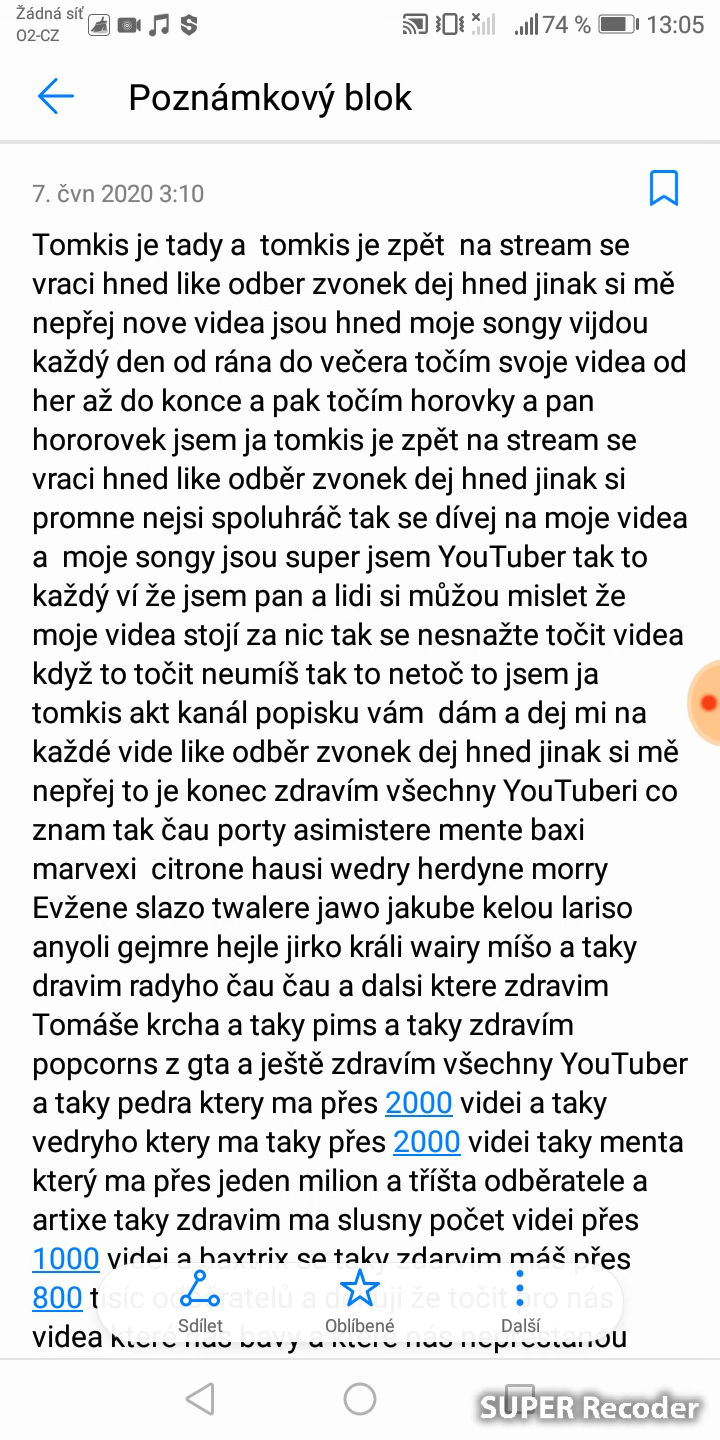 Žádná síť
O2-CZ
74 %
13:05
Poznámkový blok
7. čvn 2020 3:10
Tomkis je tady a  tomkis je zpět  na stream se
vraci hned like odber zvonek dej hned jinak si mě
nepřej nove videa jsou hned moje songy vijdou
každý den od rána do večera točím svoje videa od
her až do konce a pak točím horovky a pan
hororovek jsem ja tomkis je zpět na stream se
vraci hned like odběr zvonek dej hned jinak si
promne nejsi spoluhráč tak se dívej na moje videa
a  moje songy jsou super jsem YouTuber tak to
každý ví že jsem pan a lidi si můžou mislet že
moje videa stojí za nic tak se nesnažte točit videa
když to točit neumíš tak to netoč to jsem ja
tomkis akt kanál popisku vám  dám a dej mi na
každé vide like odběr zvonek dej hned jinak si mě
nepřej to je konec zdravím všechny YouTuberi co
znam tak čau porty asimistere mente baxi
marvexi  citrone hausi wedry herdyne morry
Evžene slazo twalere jawo jakube kelou lariso
anyoli gejmre hejle jirko králi wairy míšo a taky
dravim radyho čau čau a dalsi ktere zdravim
Tomáše krcha a taky pims a taky zdravím
popcorns z gta a ještě zdravím všechny YouTuber
a taky pedra ktery ma přes 2000 videi a taky
vedryho ktery ma taky přes 2000 videi taky menta
který ma přes jeden milion a tříšta odběratele a
artixe taky zdravim ma slusny počet videi přes
1000 videi a baxtrix se taky zdarvim máš přes
800 tisíc odběratelů a děkuji že točit pro nás
videa které nás bavy a které nás nepřestanou
Sdílet
Oblíbené
Další
SUPER Recoder